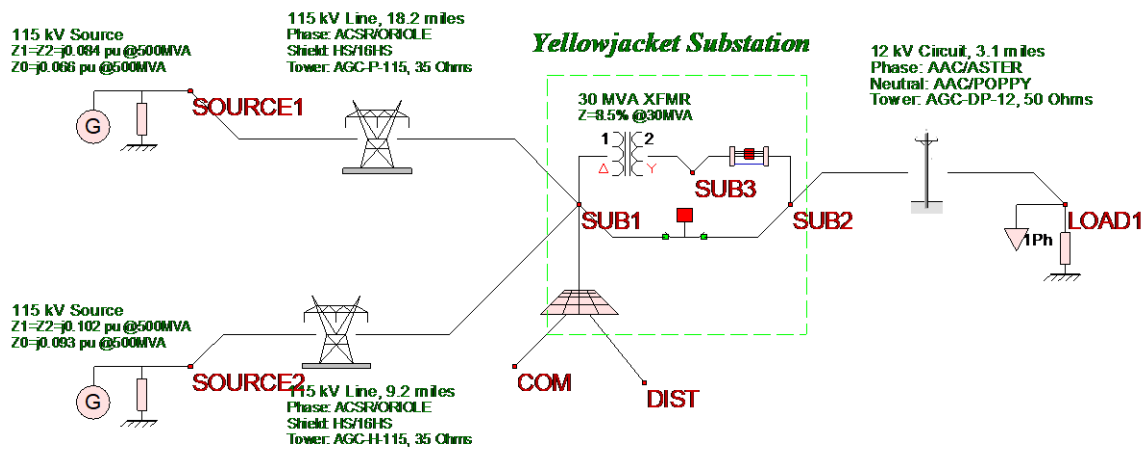 115 kV Source
Z1=Z2=j0.084 pu @500MVA
Z0=j0.066 pu @500MVA
SOURCE1
G
115 kV Line, 18.2 miles
Phase: ACSR/ORIOLE
Shield: HS/16HS
Tower: AGC-P-115, 35 Ohms
Yellowjacket Substation
30 MVA XFMR
Z=8.5% @30MVA
1 2
Δ Y
SUB3
SUB1
SUB2
12 kV Circuit, 3.1 miles
Phase: AAC/ASTER
Neutral: AAC/POPPY
Tower: AGC-DP-12, 50 Ohms
1Ph
LOAD1
115 kV Source
Z1=Z2=j0.102 pu @500MVA
Z0=j0.093 pu @500MVA
SOURCE2
G
115 kV Line, 9.2 miles
Phase: ACSR/ORIOLE
Shield: HS/16HS
Tower: AGC-H-115, 35 Ohms
COM
DIST